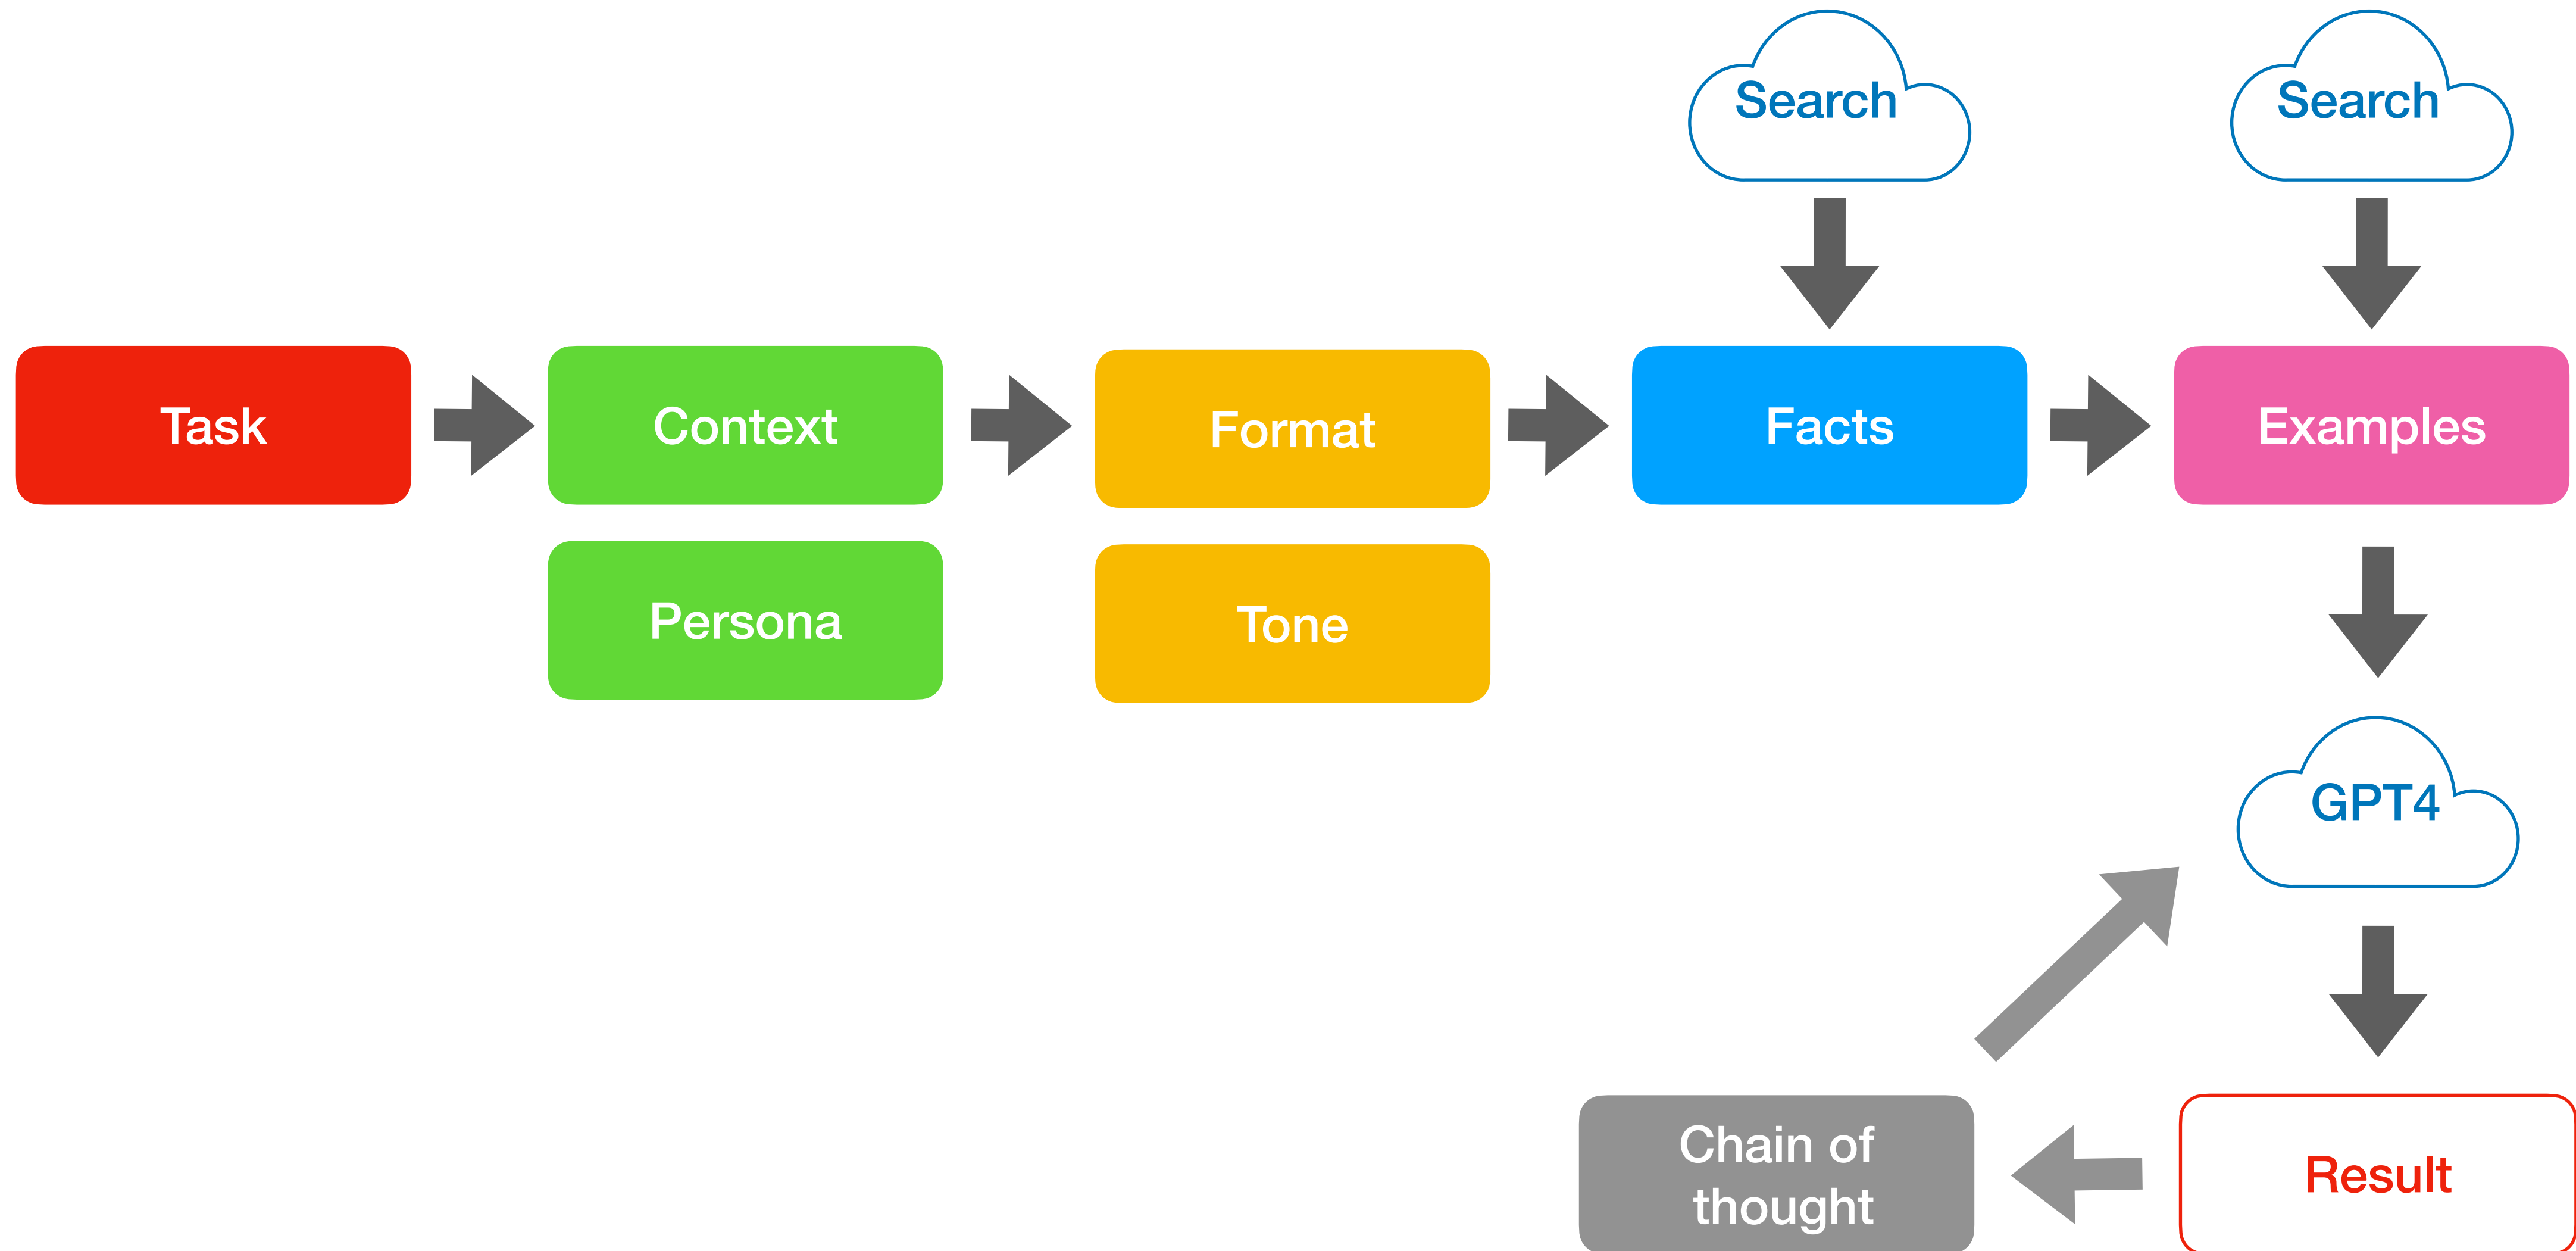 Search
Search
Task
Context
Format
Facts
Examples
Persona
Tone
GPT4
Chain of
thought
Result